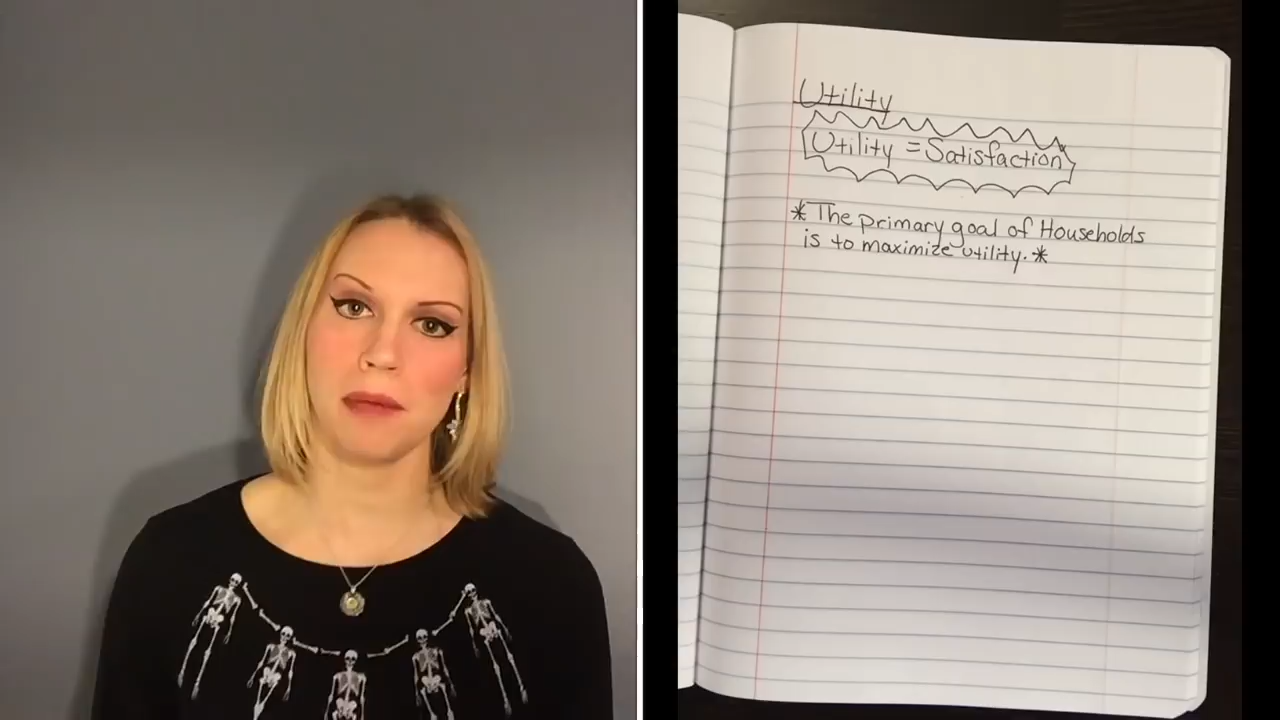 Utility
Utility = Satisfaction
*The primary goal of Households
is to maximize utility.*